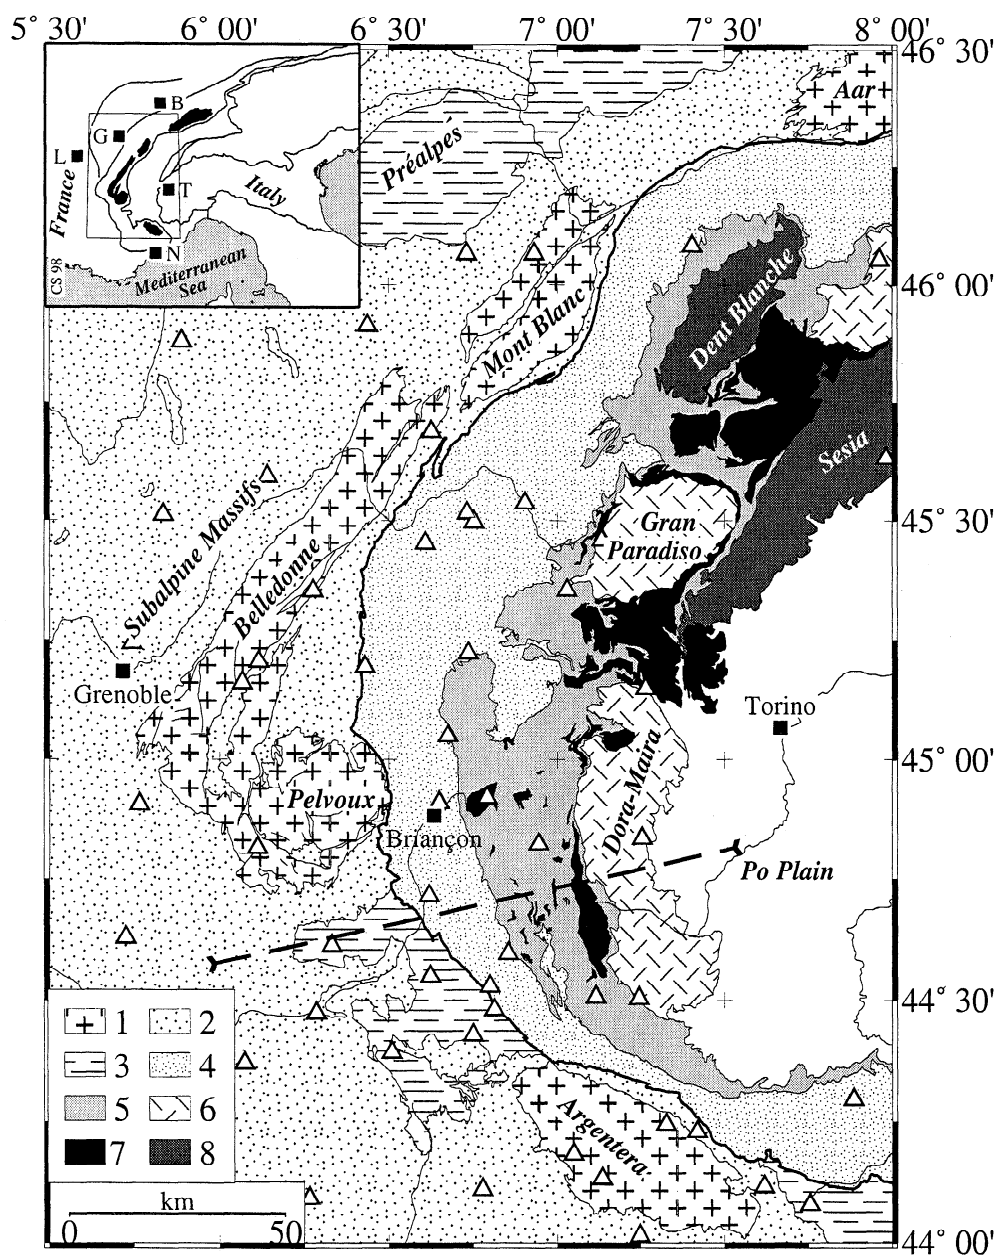 5° 30' 6° 00' 6° 30' 7° 00' 7° 30' 8° 00'
46° 30'
Aar
B
G
L
T
France
Italy
N
CS 98
Mediterranean
Sea
Préalpés
46° 00'
Mont Blanc
Dent Blanche
Sesia
Subalpine Massifs
Belledonne
Gran
Paradiso
45° 30'
Grenoble
Torino
45° 00'
Pelvoux
Dora-Maira
Briançon
Po Plain
44° 30'
1 2
3 4
5 6
7 8
Argentera
km
0 50
44° 00'